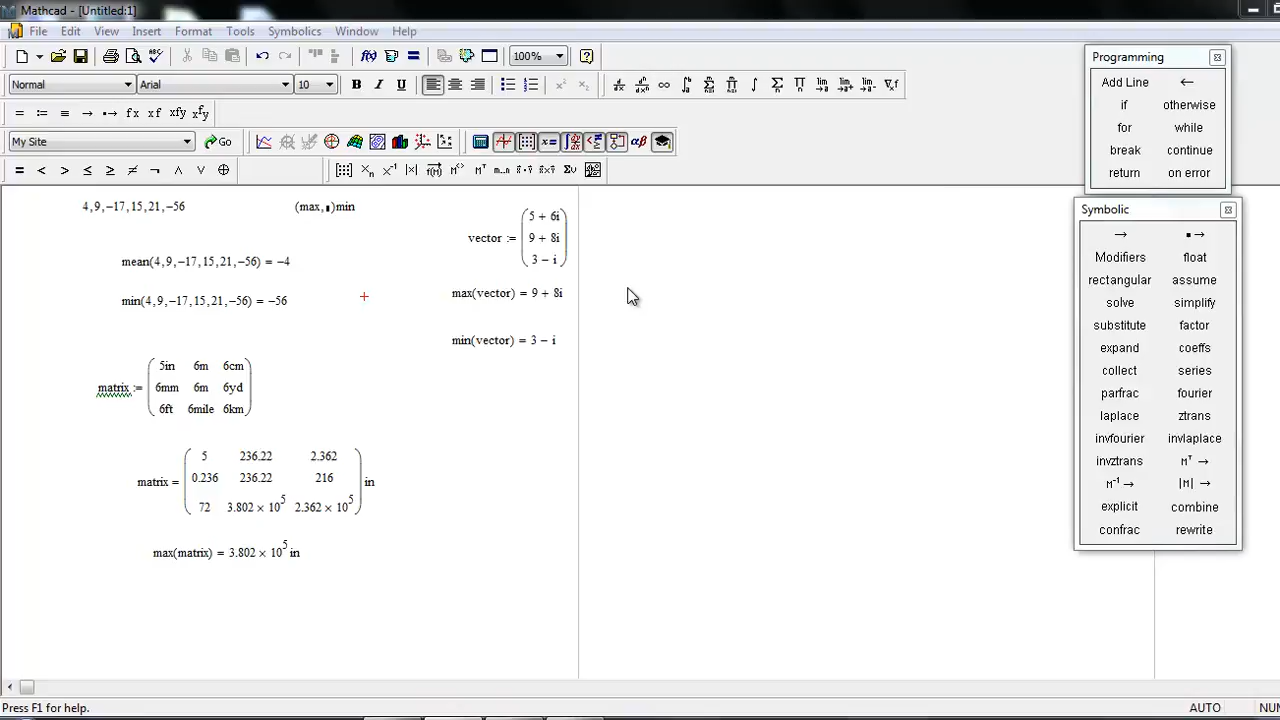 Mathcad - [Untitled:1]
File Edit View Insert Format Tools Symbolics Window Help
100%
Normal Arial 10 B I U
My Site Go
4,9,−17,15,21,−56 (max,▪)min
mean(4,9,−17,15,21,−56) = −4
min(4,9,−17,15,21,−56) = −56
matrix :=
5in 6m 6cm
6mm 6m 6yd
6ft 6mile 6km
matrix =
5 236.22 2.362
0.236 236.22 216
72 3.802 × 10^5 2.362 × 10^5
in
max(matrix) = 3.802 × 10^5 in
vector :=
5 + 6i
9 + 8i
3 − i
max(vector) = 9 + 8i
min(vector) = 3 − i
Programming
Add Line ←
if otherwise
for while
break continue
return on error
Symbolic
→ ▪ →
Modifiers float
rectangular assume
solve simplify
substitute factor
expand coeffs
collect series
parfrac fourier
laplace ztrans
invfourier invlaplace
invztrans Mᵀ →
M⁻¹ → |M| →
explicit combine
confrac rewrite
Press F1 for help.
AUTO NUM